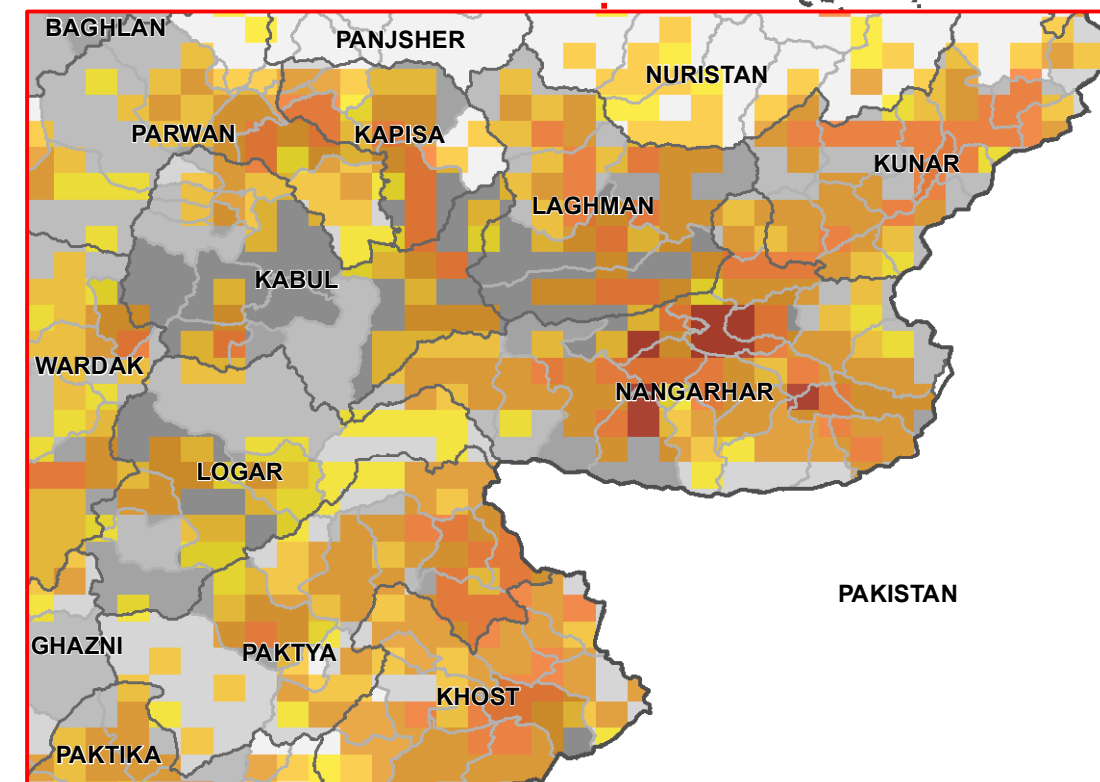 BAGHLAN
PANJSHER
NURISTAN
PARWAN
KAPISA
KUNAR
LAGHMAN
KABUL
WARDAK
NANGARHAR
LOGAR
PAKISTAN
GHAZNI
PAKTYA
KHOST
PAKTIKA